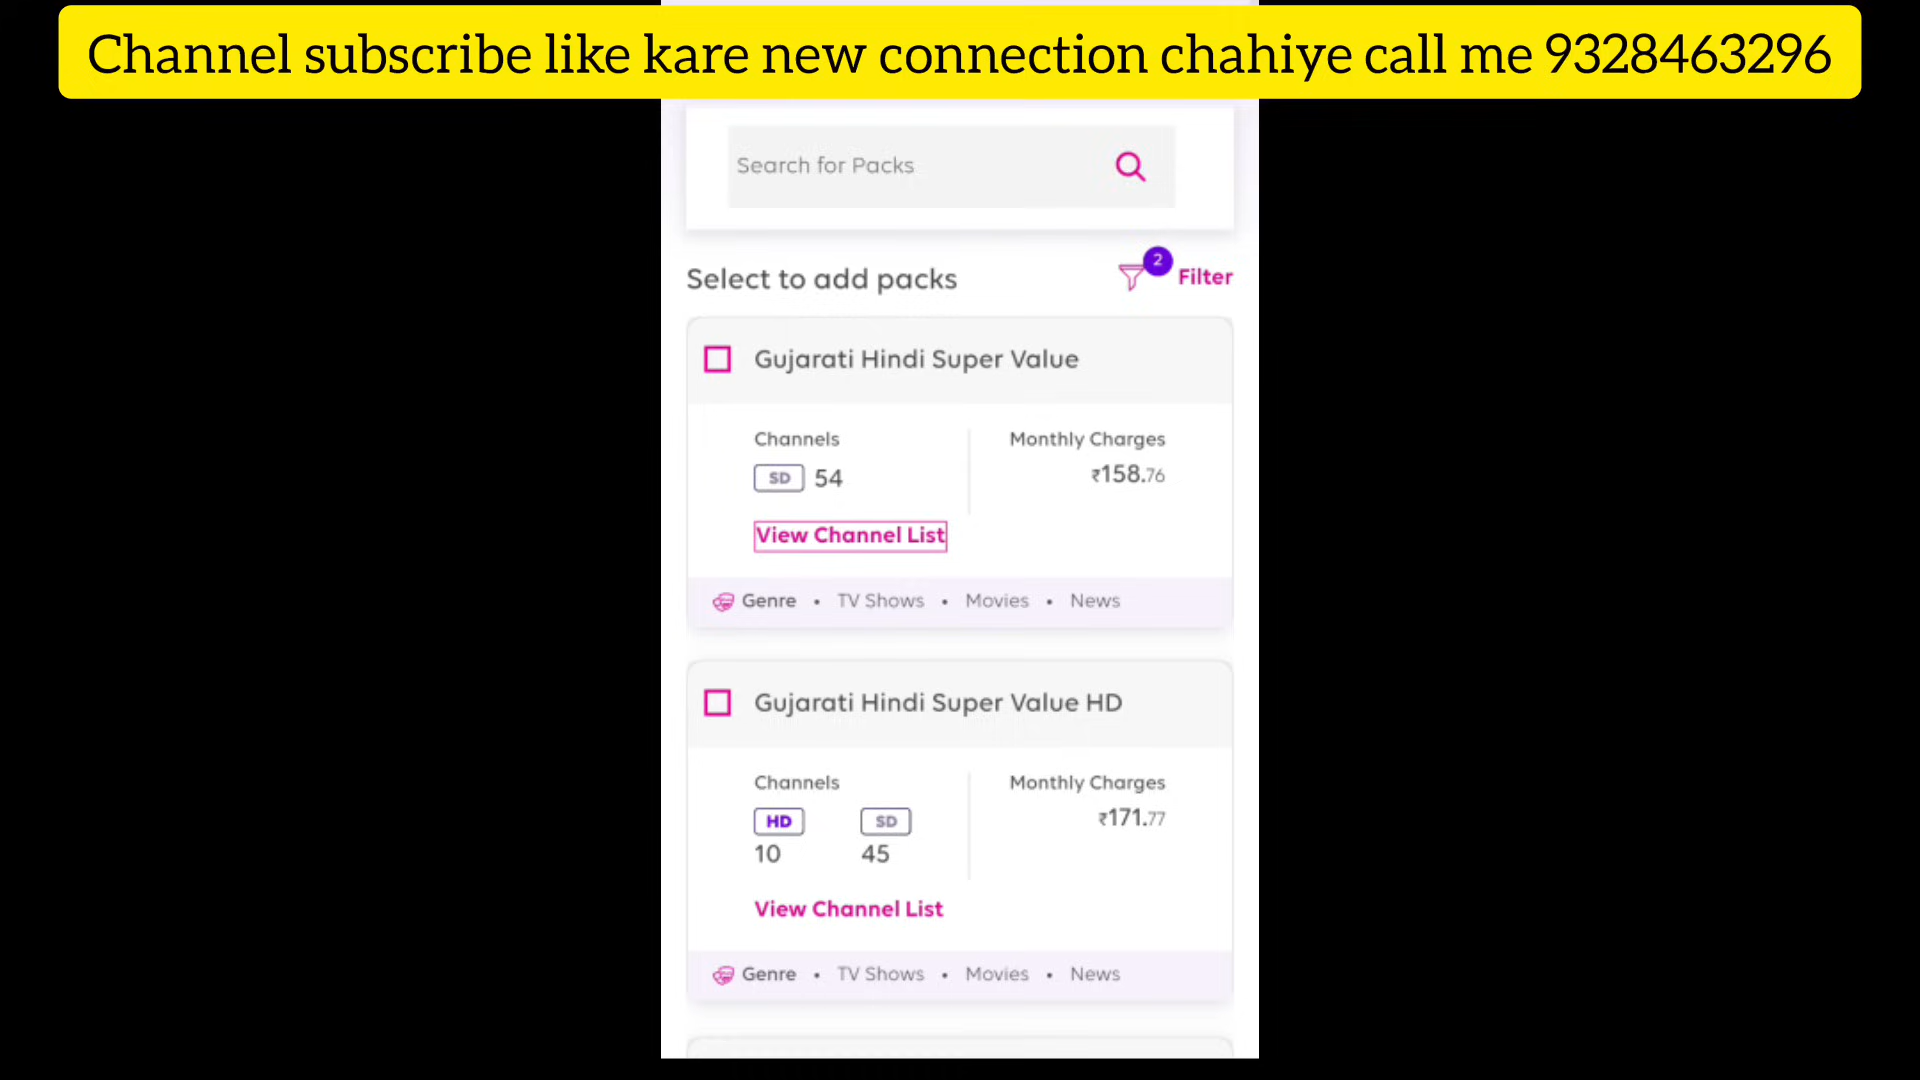 Channel subscribe like kare new connection chahiye call me 9328463296
Search for Packs
Select to add packs
2
Filter
Gujarati Hindi Super Value
Channels
Monthly Charges
SD 54
₹158.76
View Channel List
Genre • TV Shows • Movies • News
Gujarati Hindi Super Value HD
Channels
Monthly Charges
HD SD
₹171.77
10 45
View Channel List
Genre • TV Shows • Movies • News